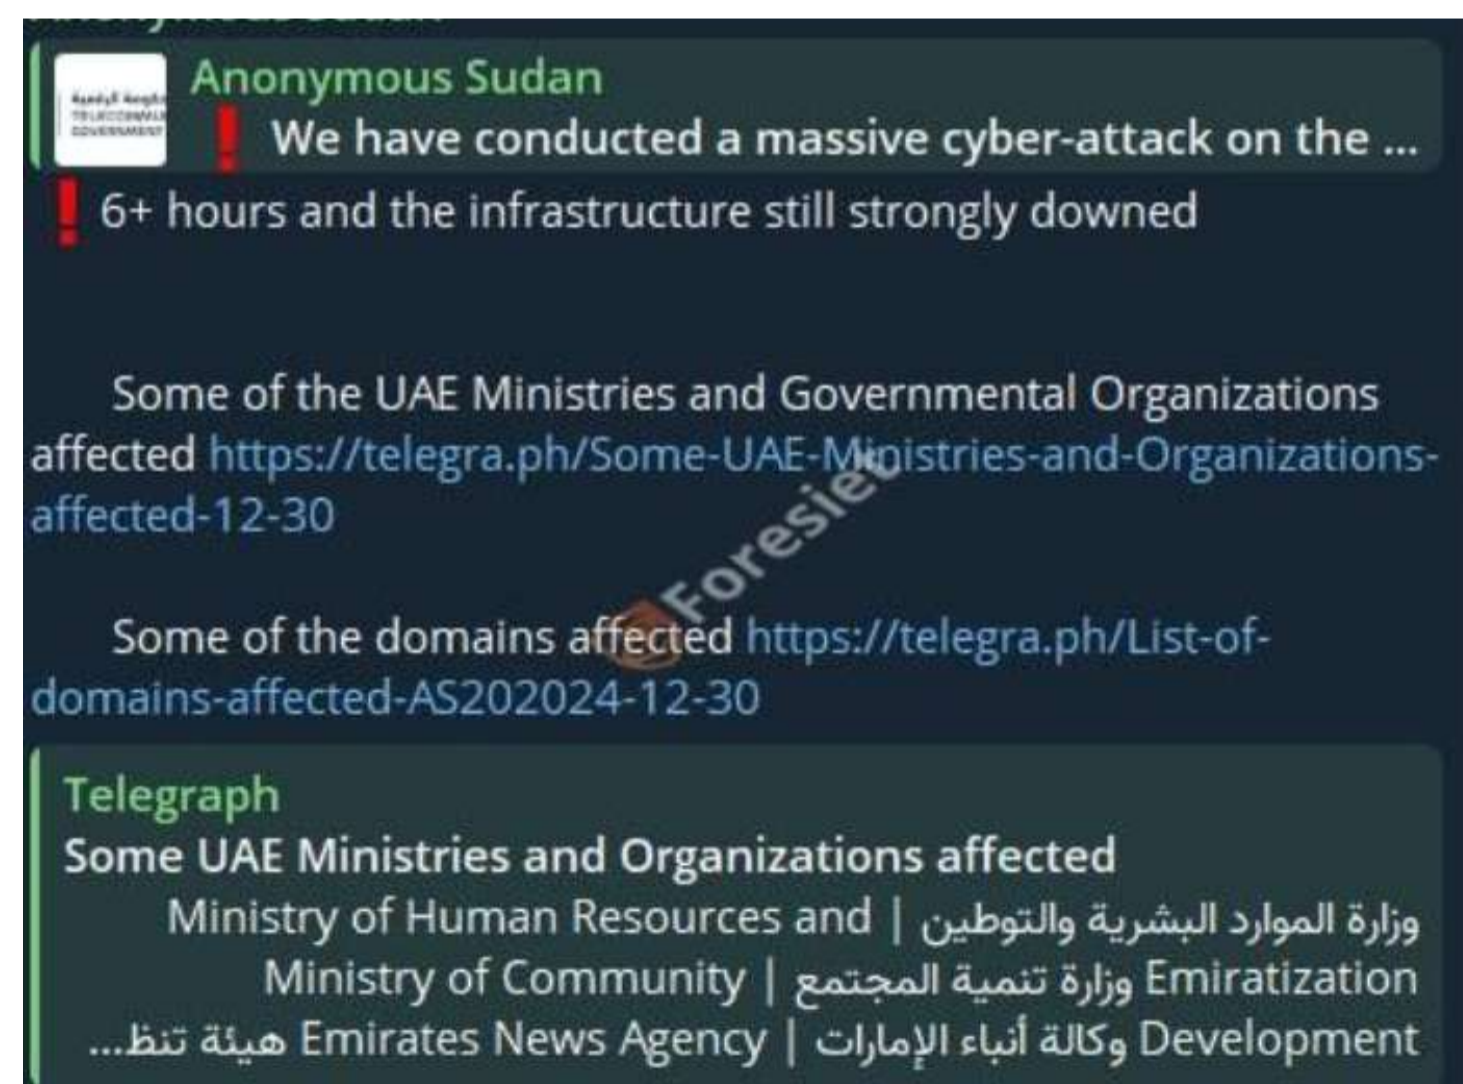 Anonymous Sudan
❗ We have conducted a massive cyber-attack on the ...
❗ 6+ hours and the infrastructure still strongly downed
Some of the UAE Ministries and Governmental Organizations
affected https://telegra.ph/Some-UAE-Ministries-and-Organizations-
affected-12-30
Foresiet
Some of the domains affected https://telegra.ph/List-of-
domains-affected-AS202024-12-30
Telegraph
Some UAE Ministries and Organizations affected
وزارة الموارد البشرية والتوطين | Ministry of Human Resources and
Emiratization وزارة تنمية المجتمع | Ministry of Community
Development وكالة أنباء الإمارات | Emirates News Agency هيئة تنظ...